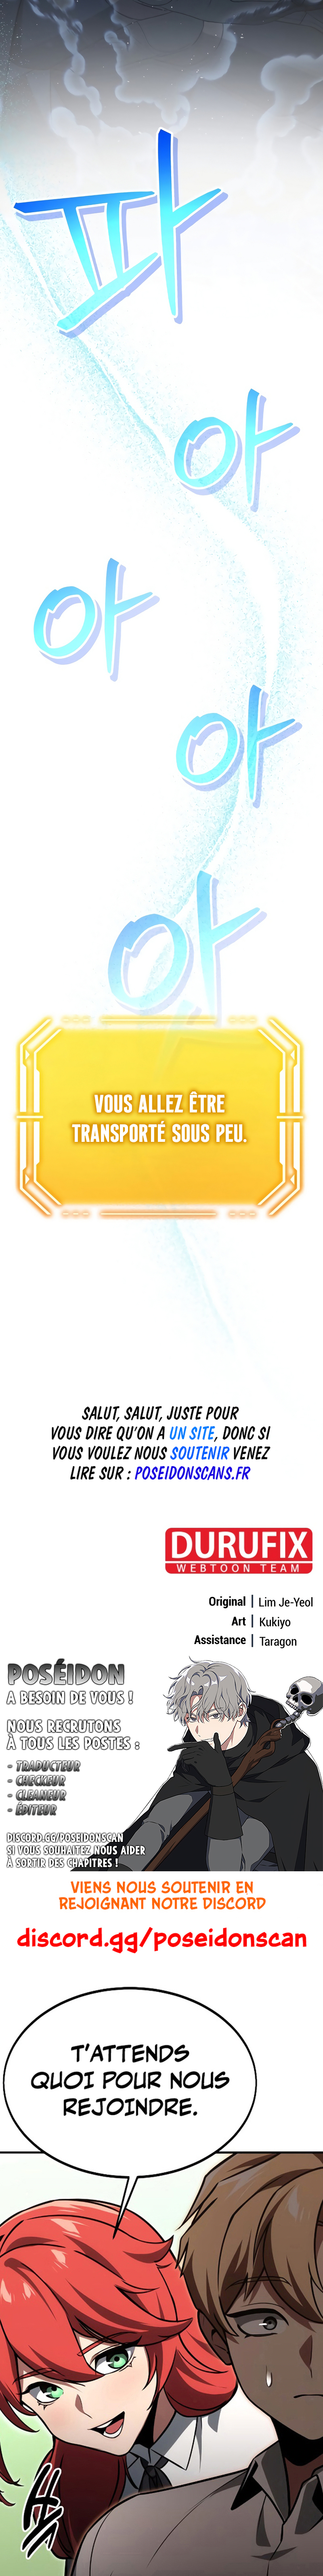 파
아
아
아
아
VOUS ALLEZ ÊTRE
TRANSPORTÉ SOUS PEU.
SALUT, SALUT, JUSTE POUR
VOUS DIRE QU'ON A UN SITE, DONC SI
VOUS VOULEZ NOUS SOUTENIR VENEZ
LIRE SUR : POSEIDONSCANS.FR
DURUFIX
WEBTOON TEAM
Original | Lim Je-Yeol
Art | Kukiyo
Assistance | Taragon
POSÉIDON
A BESOIN DE VOUS !
NOUS RECRUTONS
À TOUS LES POSTES :
- TRADUCTEUR
- CHECKEUR
- CLEANEUR
- ÉDITEUR
DISCORD.GG/POSEIDONSCAN
SI VOUS SOUHAITEZ NOUS AIDER
À SORTIR DES CHAPITRES !
VIENS NOUS SOUTENIR EN
REJOIGNANT NOTRE DISCORD
discord.gg/poseidonscan
T'ATTENDS
QUOI POUR NOUS
REJOINDRE.